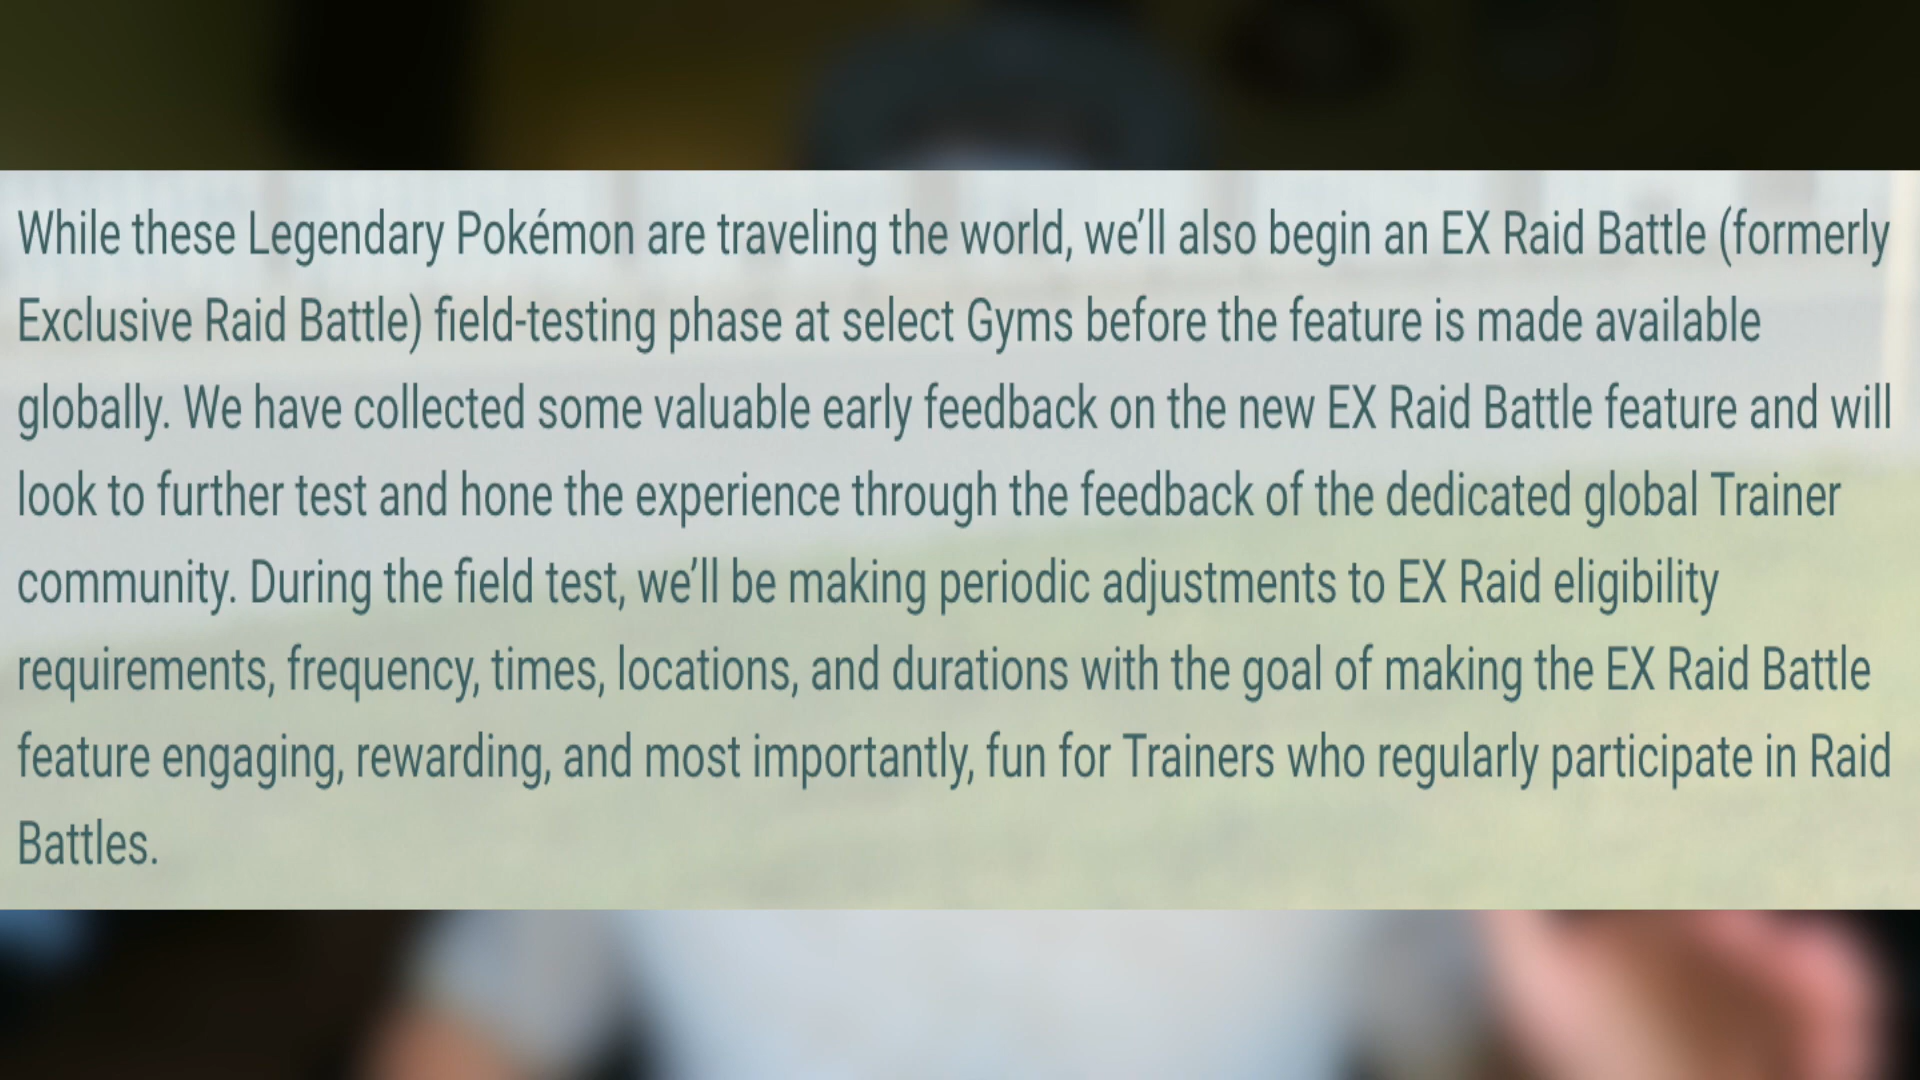 While these Legendary Pokémon are traveling the world, we’ll also begin an EX Raid Battle (formerly
Exclusive Raid Battle) field-testing phase at select Gyms before the feature is made available
globally. We have collected some valuable early feedback on the new EX Raid Battle feature and will
look to further test and hone the experience through the feedback of the dedicated global Trainer
community. During the field test, we’ll be making periodic adjustments to EX Raid eligibility
requirements, frequency, times, locations, and durations with the goal of making the EX Raid Battle
feature engaging, rewarding, and most importantly, fun for Trainers who regularly participate in Raid
Battles.